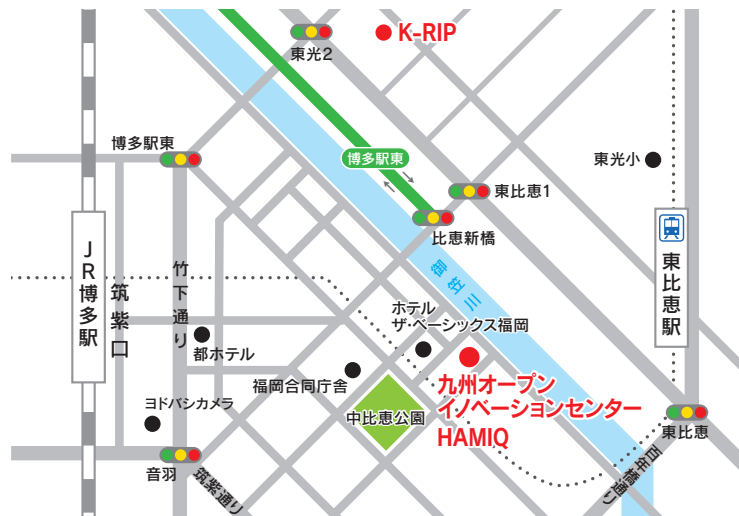 K-RIP
東光2
博多駅東
博多駅東
東光小
東比恵1
比恵新橋
JR博多駅
筑紫口
竹下通り
御笠川
東比恵駅
ホテル
ザ・ベーシックス福岡
都ホテル
福岡合同庁舎
九州オープン
イノベーションセンター
HAMIQ
ヨドバシカメラ
中比恵公園
東比恵
音羽
筑紫通り
百年橋通り